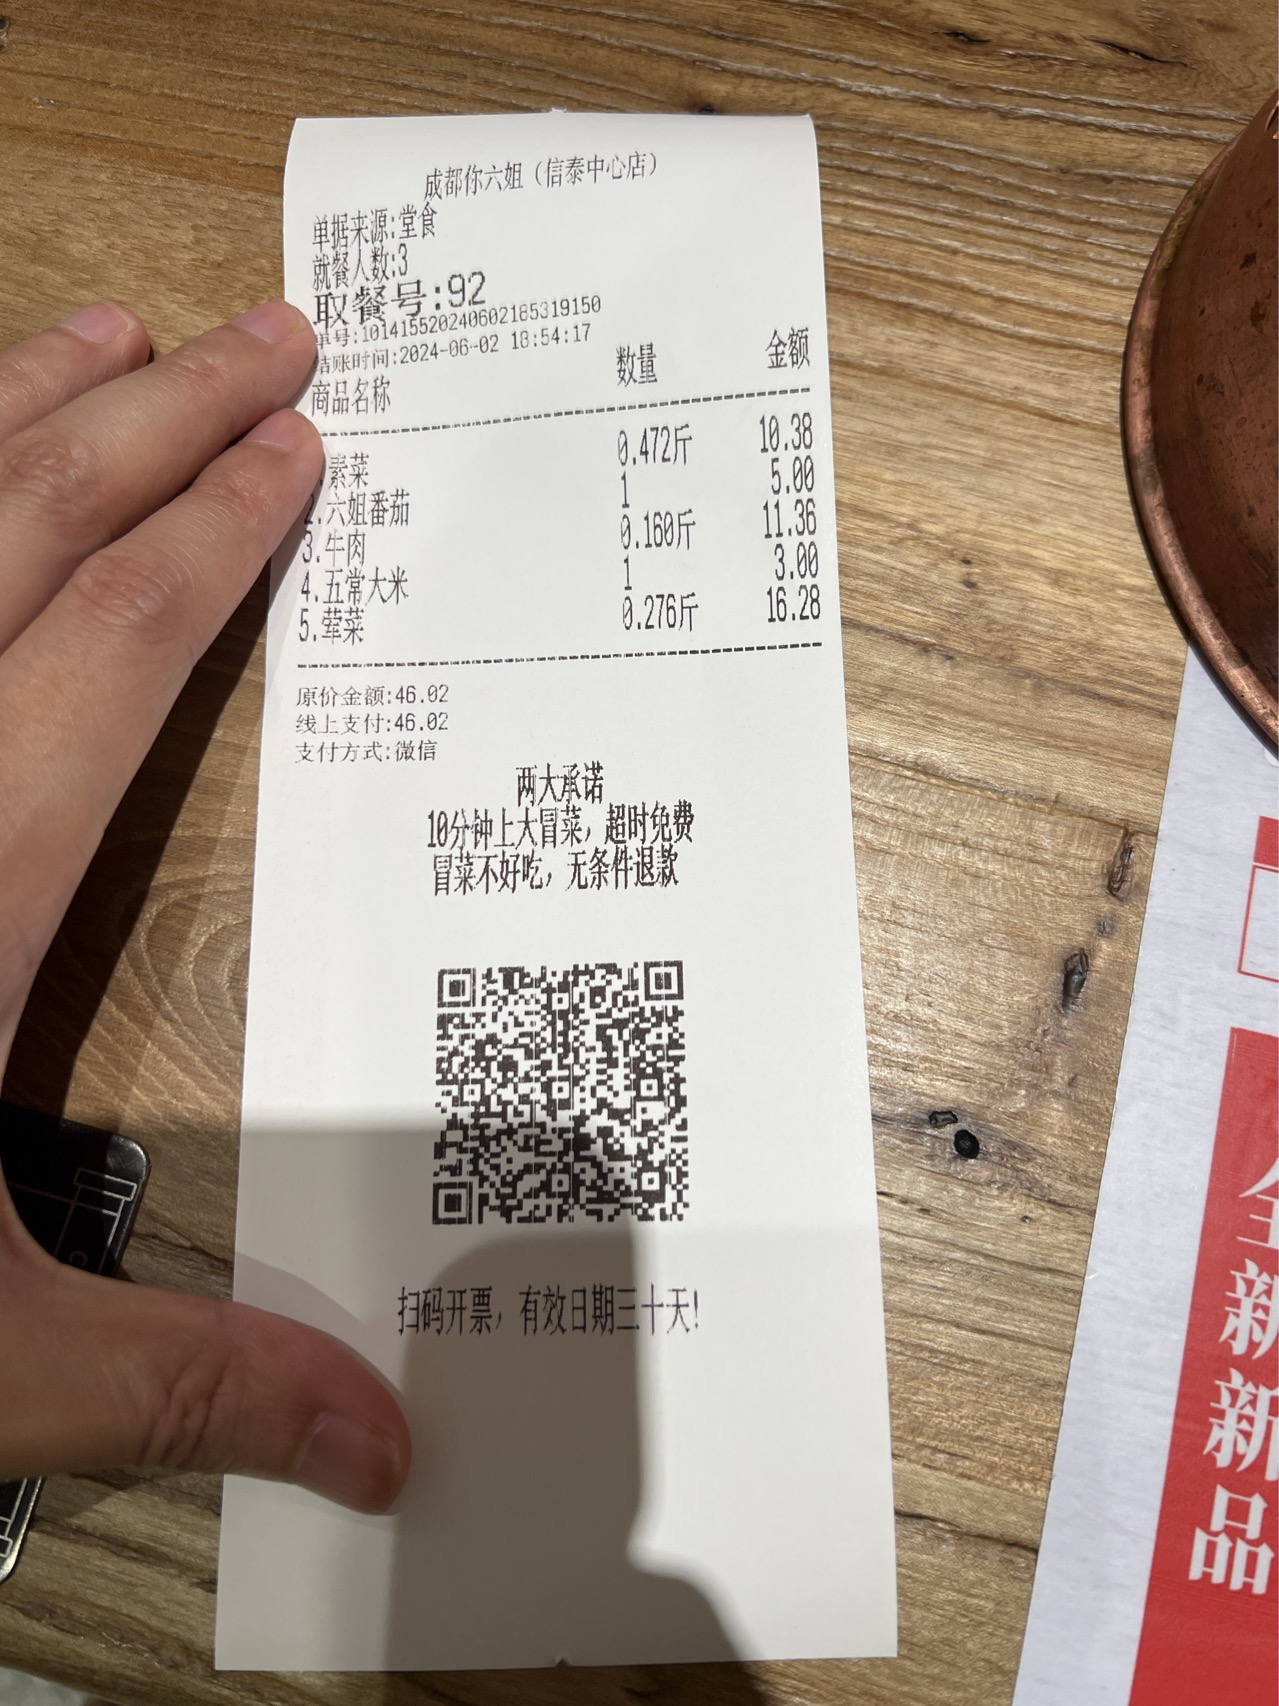 成都你六姐（信泰中心店）
单据来源:堂食
就餐人数:3
取餐号:92
单号:101415520240602185319150
结账时间:2024-06-02 18:54:17
商品名称 数量 金额
素菜 0.472斤 10.38
2.六姐番茄 1 5.00
3.牛肉 0.160斤 11.36
4.五常大米 1 3.00
5.荤菜 0.276斤 16.28
原价金额:46.02
线上支付:46.02
支付方式:微信
两大承诺
10分钟上大冒菜，超时免费
冒菜不好吃，无条件退款
扫码开票，有效日期三十天!
全
新
新
品